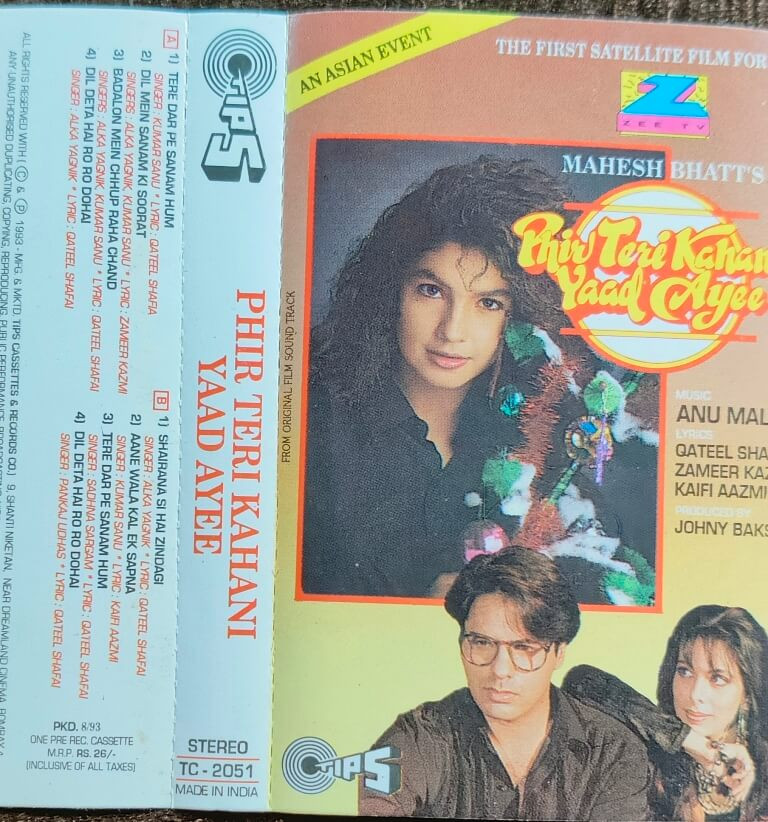 AN ASIAN EVENT
THE FIRST SATELLITE FILM FOR
Z
ZEE TV
MAHESH BHATT'S
Phir Teri Kahan
Yaad Ayee
FROM ORIGINAL FILM SOUND TRACK
MUSIC
ANU MAL
LYRICS
QATEEL SHA
ZAMEER KAZ
KAIFI AAZMI
PRODUCED BY
JOHNY BAKS
TIPS
TIPS
PHIR TERI KAHANI
YAAD AYEE
STEREO
TC - 2051
MADE IN INDIA
A
1) TERE DAR PE SANAM HUM
SINGER : KUMAR SANU * LYRIC : QATEEL SHAFIA
2) DIL MEIN SANAM KI SOORAT
SINGERS : ALKA YAGNIK KUMAR SANU * LYRIC : ZAMEER KAZMI
3) BADALON MEIN CHHUP RAHA CHAND
SINGERS : ALKA YAGNIK KUMAR SANU * LYRIC : QATEEL SHAFAI
4) DIL DETA HAI RO RO DOHAI
SINGER : ALKA YAGNIK * LYRIC : QATEEL SHAFAI
B
1) SHAIRANA SI HAI ZINDAGI
SINGER : ALKA YAGNIK * LYRIC : QATEEL SHAFAI
2) AANE WALA KAL EK SAPNA
SINGER : KUMAR SANU * LYRIC : KAIFI AAZMI
3) TERE DAR PE SANAM HUM
SINGER : SADHNA SARGAM * LYRIC : QATEEL SHAFAI
4) DIL DETA HAI RO RO DOHAI
SINGER : PANKAJ UDHAS * LYRIC : QATEEL SHAFAI
PKD. 8/93
ONE PRE REC. CASSETTE
M.R.P. RS. 26/-
(INCLUSIVE OF ALL TAXES)
ALL RIGHTS RESERVED WITH ( © & ℗ ) 1993 - MFG & MKTD. TIPS CASSETTES & RECORDS CO.) 9, SHANTI NIKETAN, NEAR DREAMLAND CINEMA, BOMBAY-4
ANY UNAUTHORISED DUPLICATING, COPYING, REPRODUCING, PUBLIC PERFORMANCE